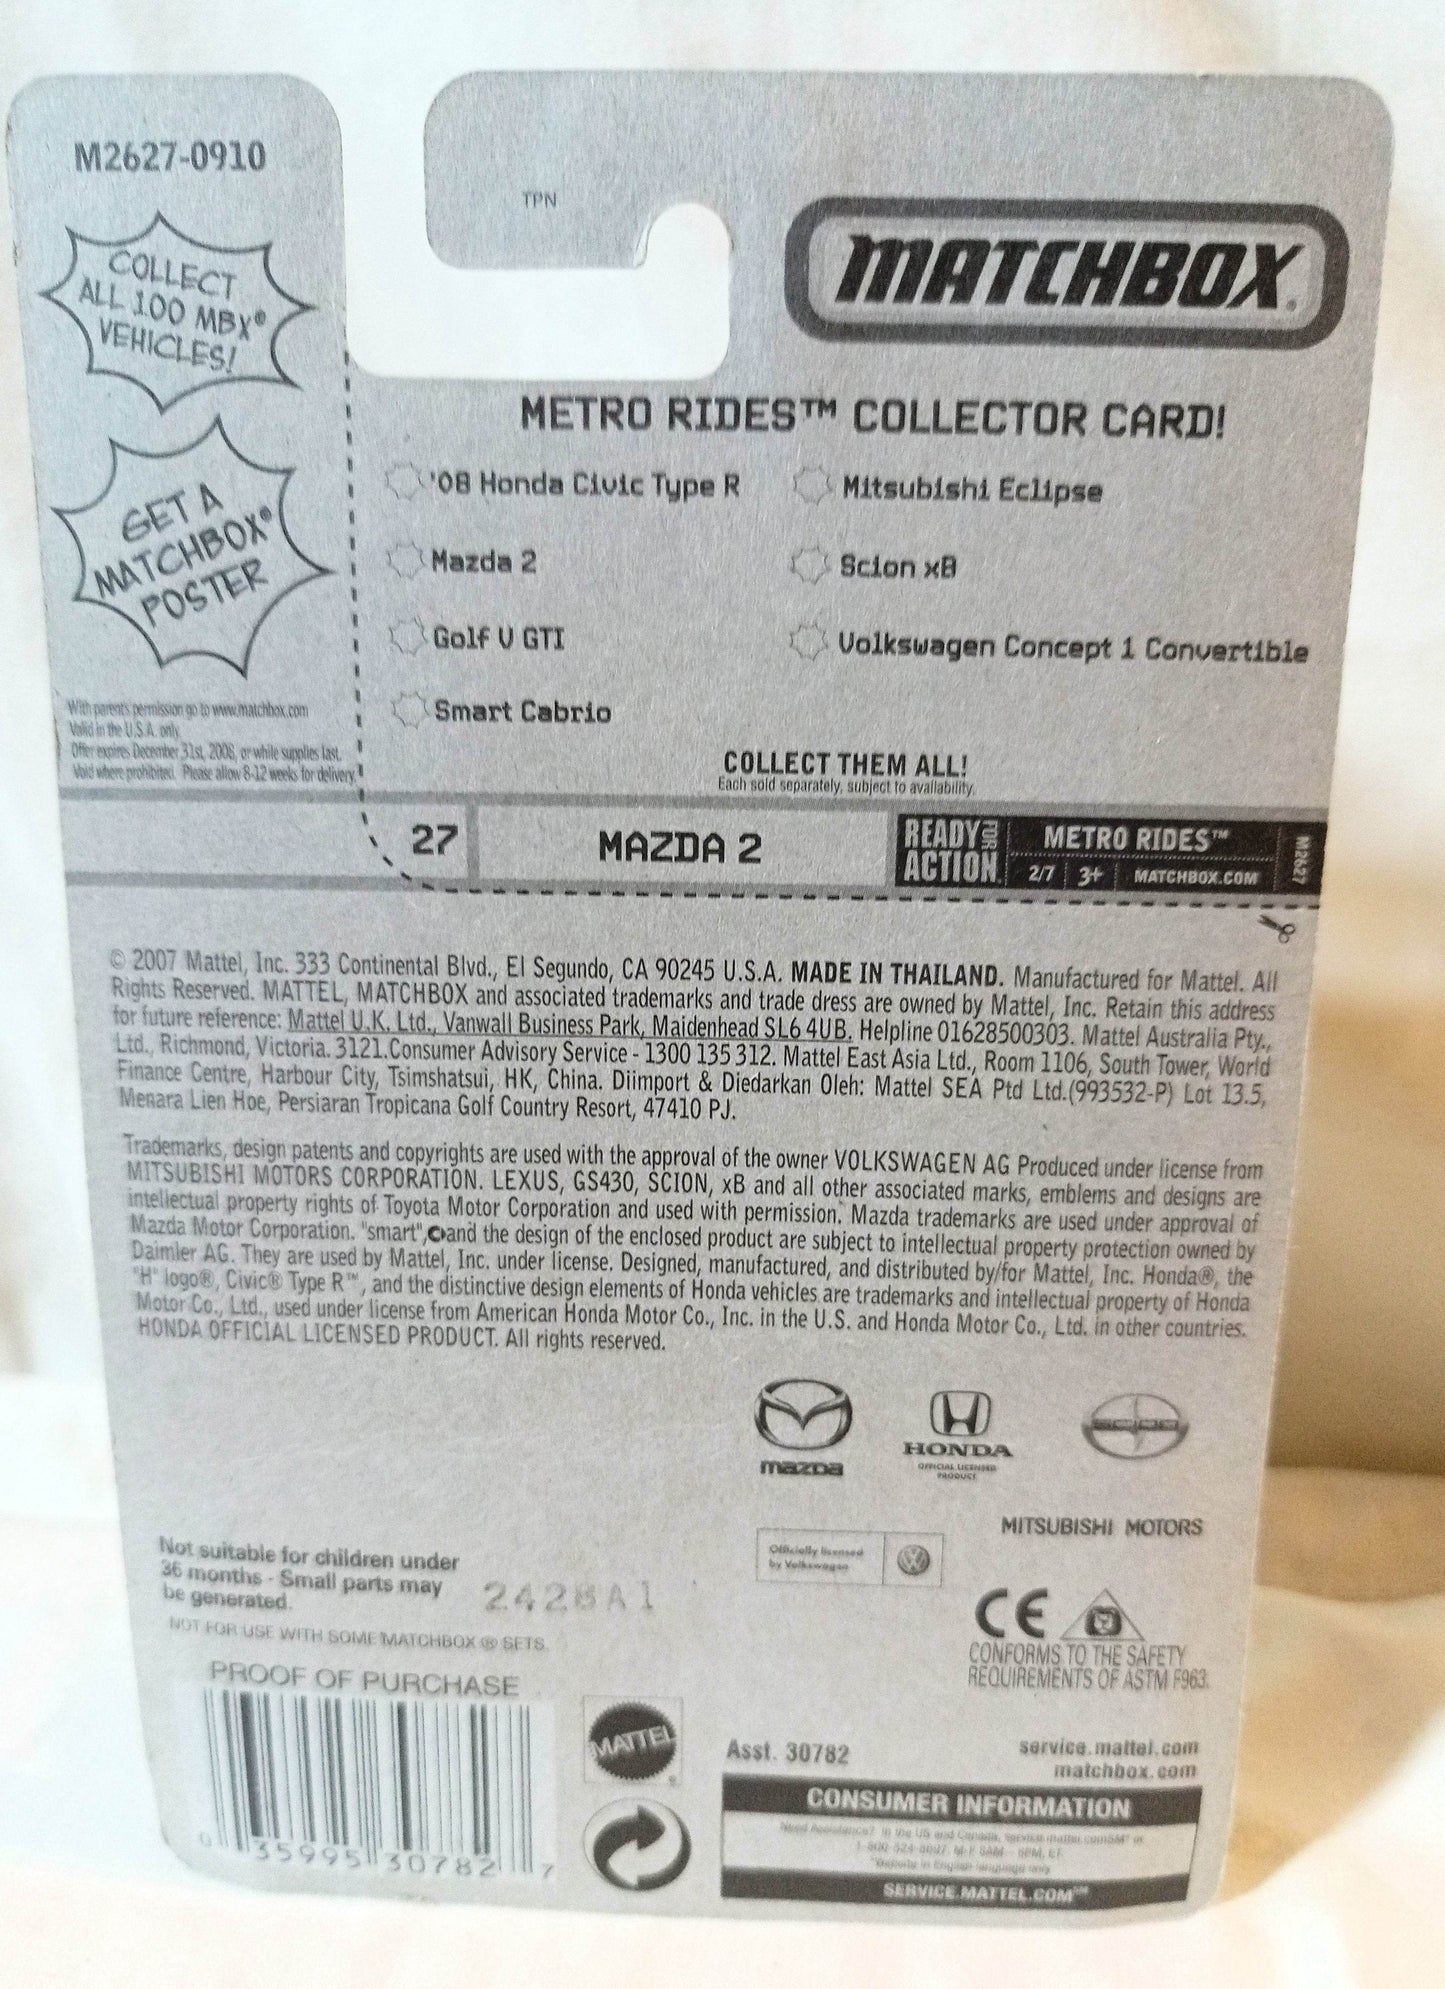 M2627-0910
TPN
COLLECT
ALL 100 MBX®
VEHICLES!
GET A
MATCHBOX®
POSTER
With parent's permission go to www.matchbox.com
Valid in the U.S.A. only
Offer expires December 31st, 2008, or while supplies last.
Void where prohibited. Please allow 8-12 weeks for delivery.
MATCHBOX®
METRO RIDES™ COLLECTOR CARD!
'08 Honda Civic Type R
Mazda 2
Golf V GTI
Smart Cabrio
Mitsubishi Eclipse
Scion xB
Volkswagen Concept 1 Convertible
COLLECT THEM ALL!
Each sold separately, subject to availability.
27
MAZDA 2
READY FOR
ACTION
METRO RIDES™
2/7 3+ MATCHBOX.COM
M2627
© 2007 Mattel, Inc. 333 Continental Blvd., El Segundo, CA 90245 U.S.A. MADE IN THAILAND. Manufactured for Mattel. All
Rights Reserved. MATTEL, MATCHBOX and associated trademarks and trade dress are owned by Mattel, Inc. Retain this address
for future reference: Mattel U.K. Ltd., Vanwall Business Park, Maidenhead SL6 4UB. Helpline 01628500303. Mattel Australia Pty.,
Ltd., Richmond, Victoria. 3121.Consumer Advisory Service - 1300 135 312. Mattel East Asia Ltd., Room 1106, South Tower, World
Finance Centre, Harbour City, Tsimshatsui, HK, China. Diimport & Diedarkan Oleh: Mattel SEA Ptd Ltd.(993532-P) Lot 13.5,
Menara Lien Hoe, Persiaran Tropicana Golf Country Resort, 47410 PJ.
Trademarks, design patents and copyrights are used with the approval of the owner VOLKSWAGEN AG Produced under license from
MITSUBISHI MOTORS CORPORATION. LEXUS, GS430, SCION, xB and all other associated marks, emblems and designs are
intellectual property rights of Toyota Motor Corporation and used with permission. Mazda trademarks are used under approval of
Mazda Motor Corporation. "smart", and the design of the enclosed product are subject to intellectual property protection owned by
Daimler AG. They are used by Mattel, Inc. under license. Designed, manufactured, and distributed by/for Mattel, Inc. Honda®, the
"H" logo®, Civic® Type R™, and the distinctive design elements of Honda vehicles are trademarks and intellectual property of Honda
Motor Co., Ltd., used under license from American Honda Motor Co., Inc. in the U.S. and Honda Motor Co., Ltd. in other countries.
HONDA OFFICIAL LICENSED PRODUCT. All rights reserved.
mazda
HONDA
OFFICIAL LICENSED
PRODUCT
SCION
MITSUBISHI MOTORS
Officially licensed
by Volkswagen
Not suitable for children under
36 months - Small parts may
be generated.
2428A1
NOT FOR USE WITH SOME MATCHBOX ® SETS.
CE
CONFORMS TO THE SAFETY
REQUIREMENTS OF ASTM F963.
PROOF OF PURCHASE
0 35995 30782 7
MATTEL®
Asst. 30782
service.mattel.com
matchbox.com
CONSUMER INFORMATION
SERVICE.MATTEL.COM™